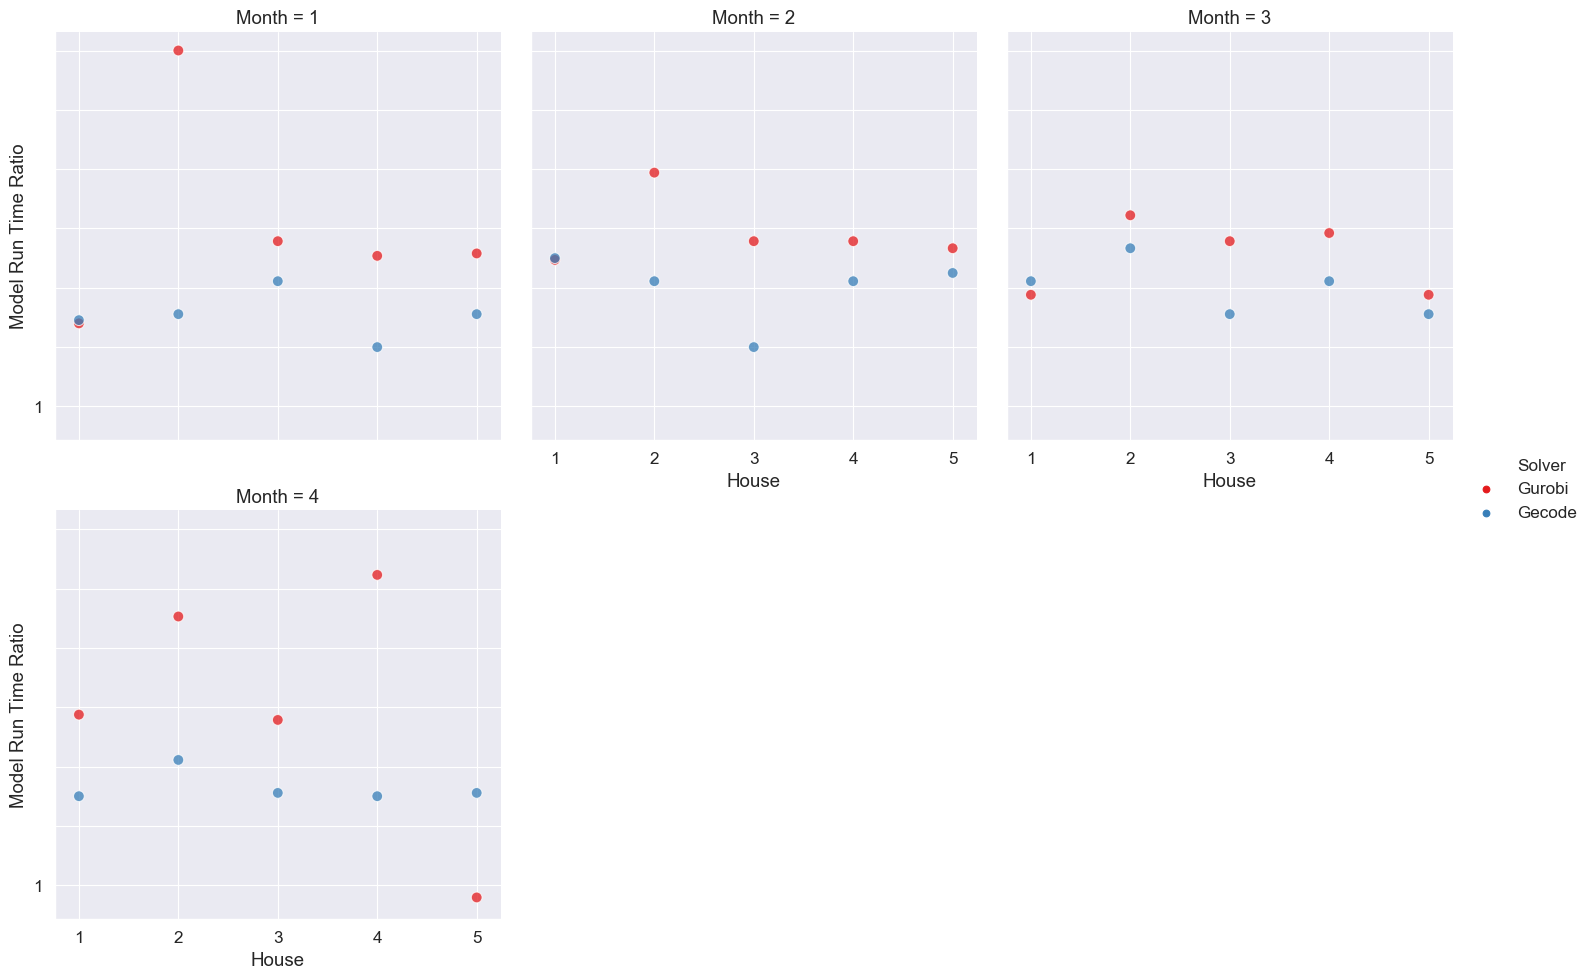 Month = 1
Month = 2
Month = 3
Model Run Time Ratio
1
1 2 3 4 5
House
1 2 3 4 5
House
Solver
Gurobi
Gecode
Month = 4
Model Run Time Ratio
1
1 2 3 4 5
House